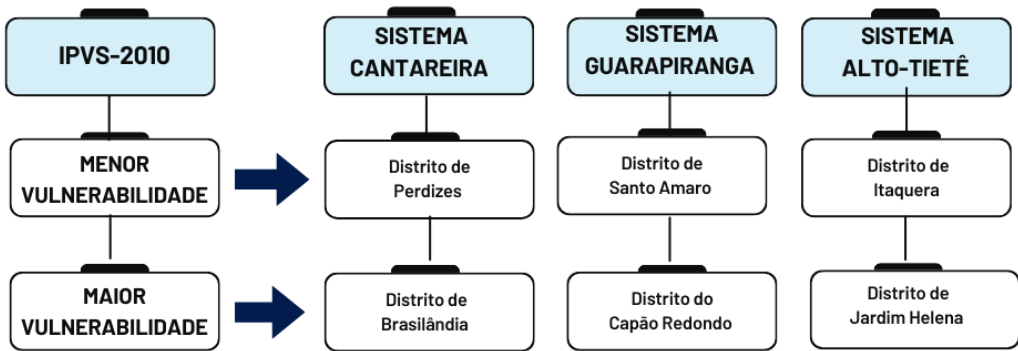 IPVS-2010
SISTEMA
CANTAREIRA
SISTEMA
GUARAPIRANGA
SISTEMA
ALTO-TIETÊ
MENOR
VULNERABILIDADE
Distrito de
Perdizes
Distrito de
Santo Amaro
Distrito de
Itaquera
MAIOR
VULNERABILIDADE
Distrito de
Brasilândia
Distrito do
Capão Redondo
Distrito de
Jardim Helena